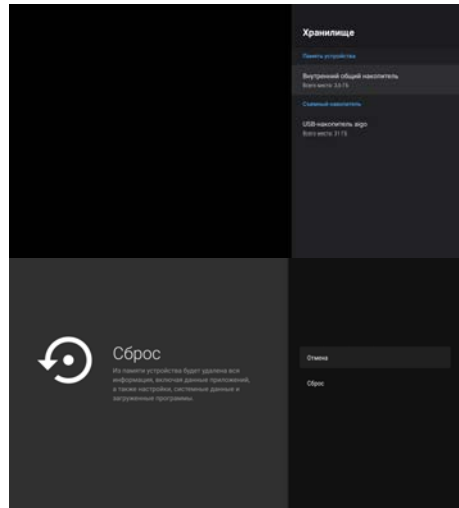 Хранилище
Память устройства
Внутренний общий накопитель
Всего места: 3,5 ГБ
Съемный накопитель
USB-накопитель aigo
Всего места: 31 ГБ
Сброс
Из памяти устройства будет удалена вся
информация, включая данные приложений,
а также настройки, системные данные и
загруженные программы.
Отмена
Сброс